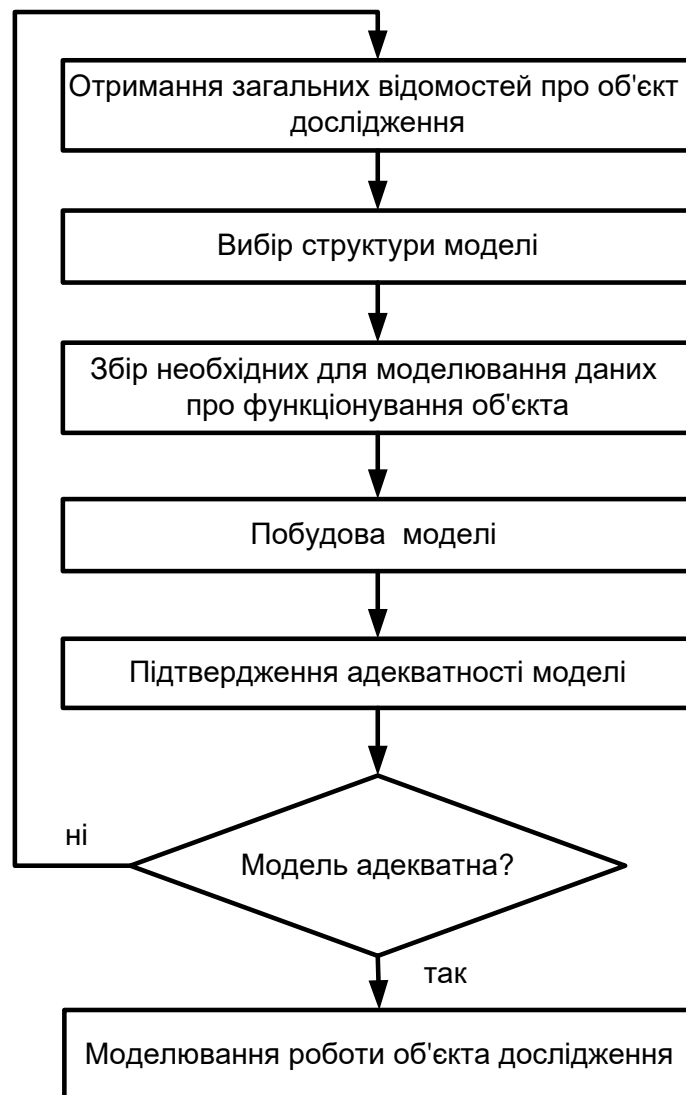 Отримання загальних відомостей про об'єкт
дослідження
Вибір структури моделі
Збір необхідних для моделювання даних
про функціонування об'єкта
Побудова моделі
Підтвердження адекватності моделі
ні
Модель адекватна?
так
Моделювання роботи об'єкта дослідження